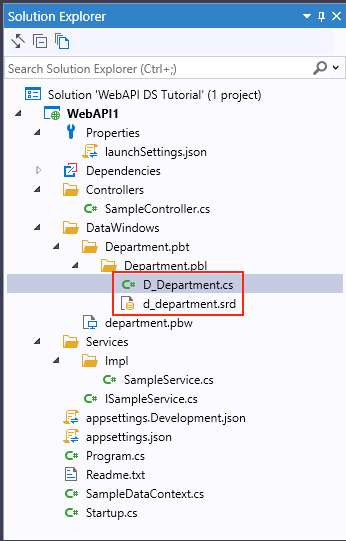 Solution Explorer
Search Solution Explorer (Ctrl+;)
Solution 'WebAPI DS Tutorial' (1 project)
WebAPI1
Properties
launchSettings.json
Dependencies
Controllers
C# SampleController.cs
DataWindows
Department.pbt
Department.pbl
C# D_Department.cs
d_department.srd
department.pbw
Services
Impl
C# SampleService.cs
C# ISampleService.cs
appsettings.Development.json
appsettings.json
C# Program.cs
Readme.txt
C# SampleDataContext.cs
C# Startup.cs